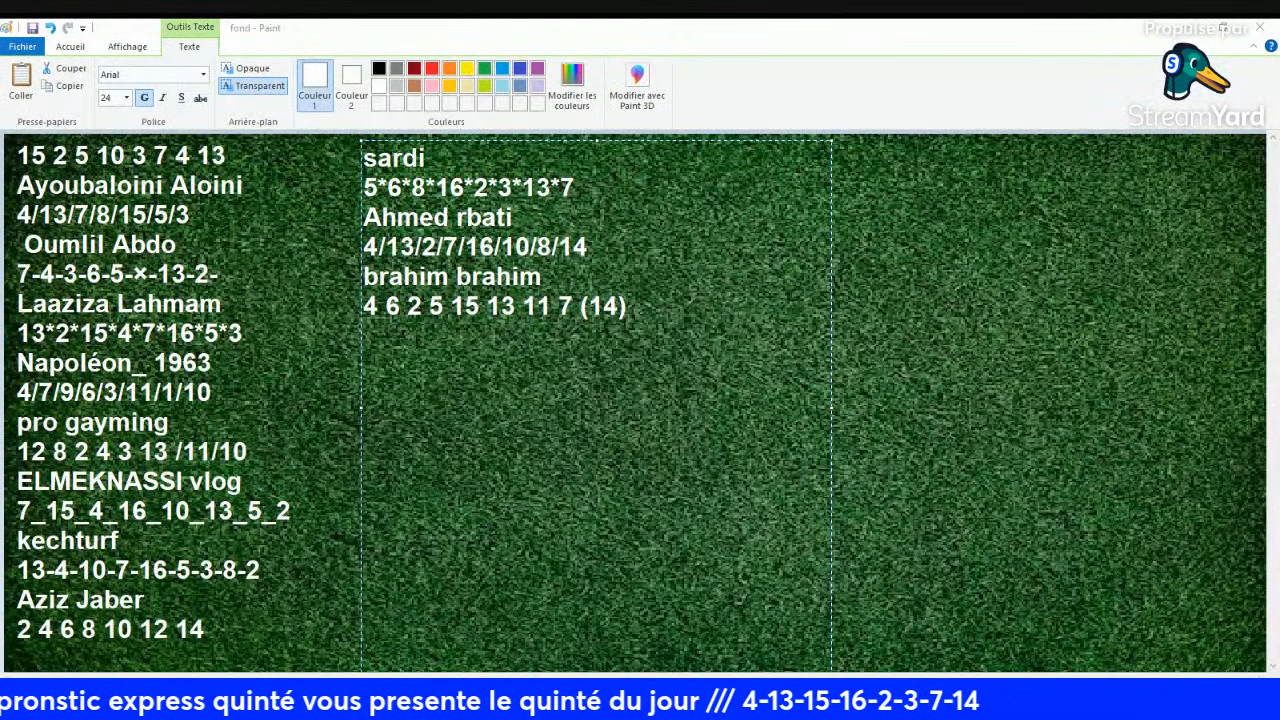 Outils Texte
fond - Paint
Propulsé par
Fichier
Accueil
Affichage
Texte
Coller
Couper
Copier
Presse-papiers
Arial
24
G I S abc
Police
Opaque
Transparent
Arrière-plan
Couleur 1
Couleur 2
Modifier les couleurs
Couleurs
Modifier avec Paint 3D
StreamYard
15 2 5 10 3 7 4 13
Ayoubaloini Aloini
4/13/7/8/15/5/3
Oumlil Abdo
7-4-3-6-5-×-13-2-
Laaziza Lahmam
13*2*15*4*7*16*5*3
Napoléon_ 1963
4/7/9/6/3/11/1/10
pro gayming
12 8 2 4 3 13 /11/10
ELMEKNASSI vlog
7_15_4_16_10_13_5_2
kechturf
13-4-10-7-16-5-3-8-2
Aziz Jaber
2 4 6 8 10 12 14
sardi
5*6*8*16*2*3*13*7
Ahmed rbati
4/13/2/7/16/10/8/14
brahim brahim
4 6 2 5 15 13 11 7 (14)
pronostic express quinté vous presente le quinté du jour /// 4-13-15-16-2-3-7-14